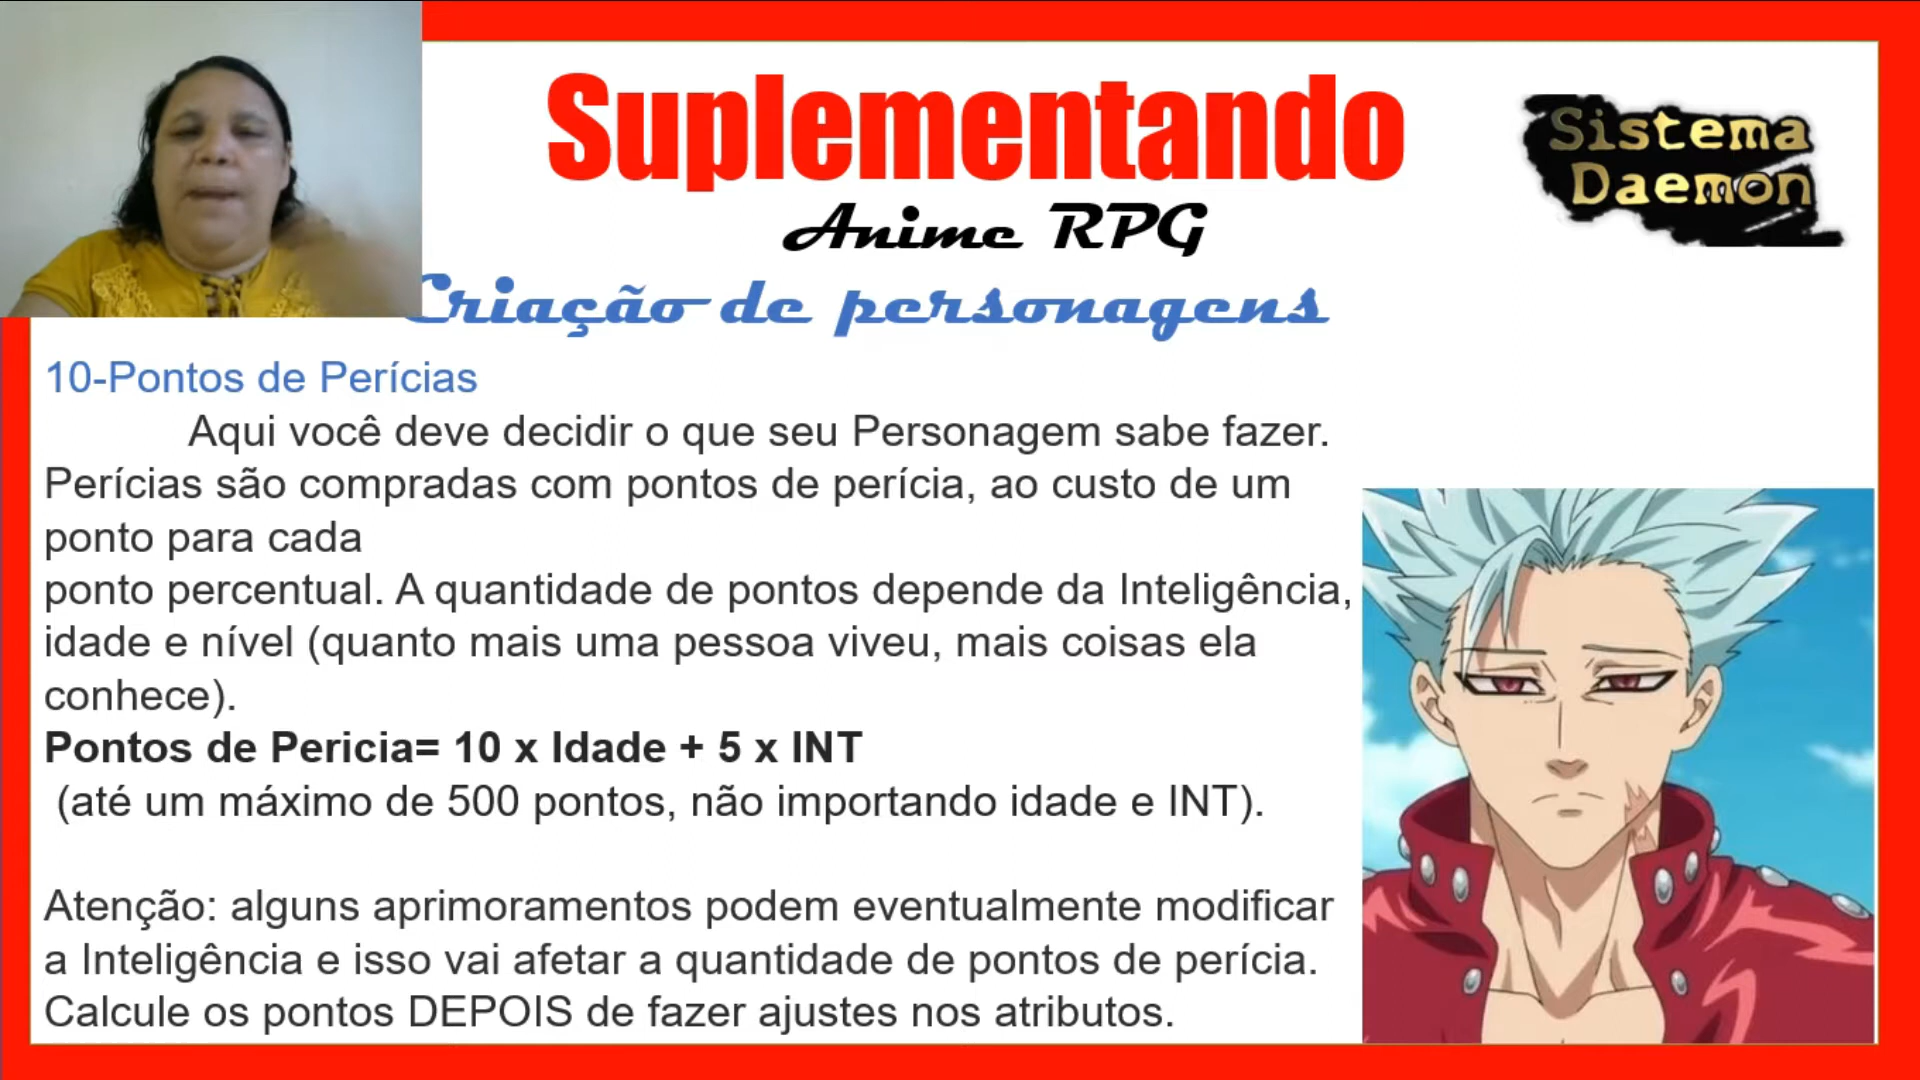 Suplementando
Sistema
Daemon
Anime RPG
Criação de personagens
10-Pontos de Perícias
Aqui você deve decidir o que seu Personagem sabe fazer.
Perícias são compradas com pontos de perícia, ao custo de um
ponto para cada
ponto percentual. A quantidade de pontos depende da Inteligência,
idade e nível (quanto mais uma pessoa viveu, mais coisas ela
conhece).
Pontos de Pericia= 10 x Idade + 5 x INT
(até um máximo de 500 pontos, não importando idade e INT).
Atenção: alguns aprimoramentos podem eventualmente modificar
a Inteligência e isso vai afetar a quantidade de pontos de perícia.
Calcule os pontos DEPOIS de fazer ajustes nos atributos.